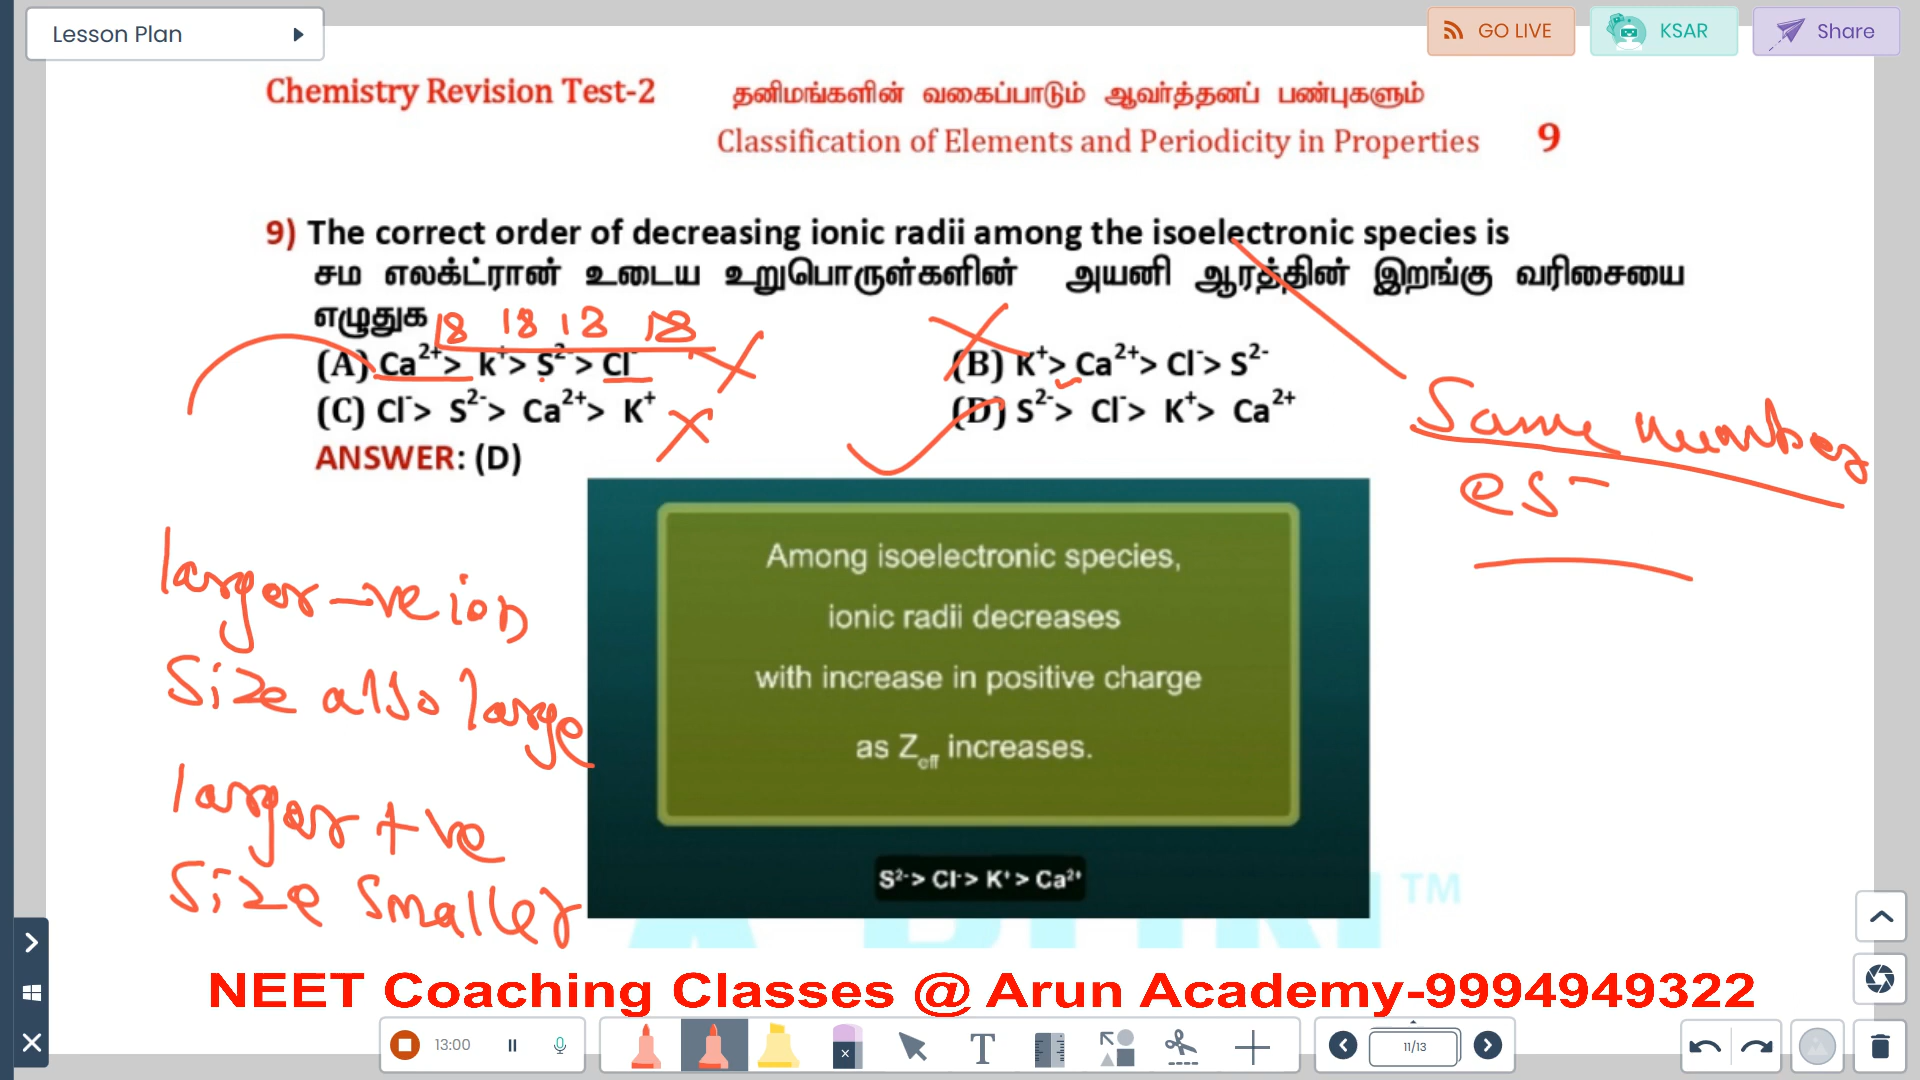 Lesson Plan
GO LIVE
KSAR
Share
Chemistry Revision Test-2
தனிமங்களின் வகைப்பாடும் ஆவர்த்தனப் பண்புகளும்
Classification of Elements and Periodicity in Properties 9
9) The correct order of decreasing ionic radii among the isoelectronic species is
சம எலக்ட்ரான் உடைய உறுபொருள்களின் அயனி ஆரத்தின் இறங்கு வரிசையை
எழுதுக
18 18 18 18
(A) Ca²⁺> k⁺> S²⁻> Cl⁻ (B) K⁺> Ca²⁺> Cl⁻> S²⁻
(C) Cl⁻> S²⁻> Ca²⁺> K⁺ (D) S²⁻> Cl⁻> K⁺> Ca²⁺
ANSWER: (D)
Same number
es⁻
larger -ve ion
Size also large
larger +ve
Size smaller
Among isoelectronic species,
ionic radii decreases
with increase in positive charge
as Zeff increases.
S²⁻> Cl⁻> K⁺ > Ca²⁺
TM
NEET Coaching Classes @ Arun Academy-9994949322
13:00
T
11/13